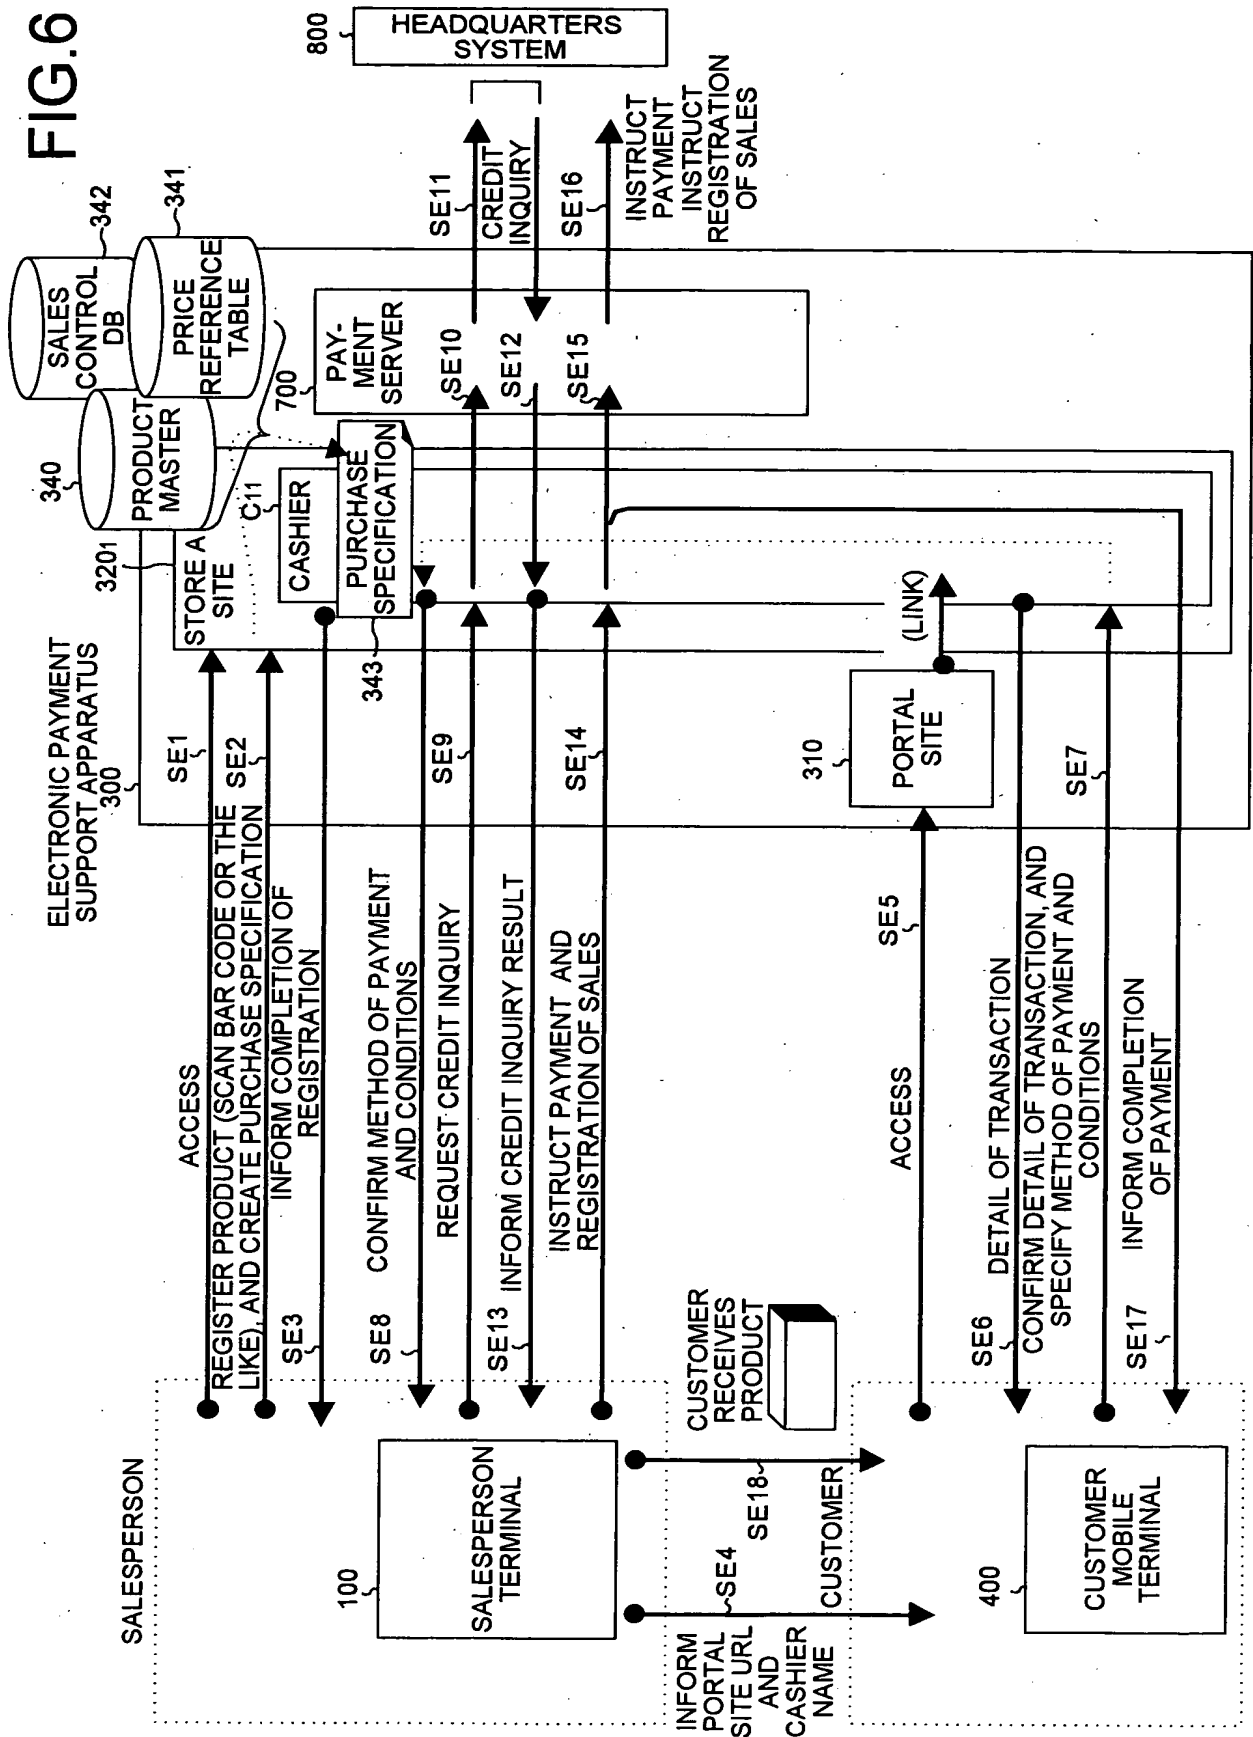 FIG.6
HEADQUARTERS
SYSTEM
800
SALES
CONTROL
DB
342
PRICE
REFERENCE
TABLE
341
PRODUCT
MASTER
340
ELECTRONIC PAYMENT
SUPPORT APPARATUS
300
STORE A
SITE
3201
CASHIER
C11
PURCHASE
SPECIFICATION
343
PAY-
MENT
SERVER
700
PORTAL
SITE
310
(LINK)
SALESPERSON
SALESPERSON
TERMINAL
100
CUSTOMER
CUSTOMER
MOBILE
TERMINAL
400
ACCESS
SE1
REGISTER PRODUCT (SCAN BAR CODE OR THE
LIKE), AND CREATE PURCHASE SPECIFICATION
SE2
INFORM COMPLETION OF
REGISTRATION
SE3
INFORM
PORTAL
SITE URL
AND
CASHIER
NAME
SE4
ACCESS
SE5
DETAIL OF TRANSACTION
SE6
CONFIRM DETAIL OF TRANSACTION, AND
SPECIFY METHOD OF PAYMENT AND
CONDITIONS
SE7
CONFIRM METHOD OF PAYMENT
AND CONDITIONS
SE8
REQUEST CREDIT INQUIRY
SE9
SE10
SE11
CREDIT
INQUIRY
SE12
INFORM CREDIT INQUIRY RESULT
SE13
INSTRUCT PAYMENT AND
REGISTRATION OF SALES
SE14
SE15
SE16
INSTRUCT
PAYMENT
INSTRUCT
REGISTRATION
OF SALES
INFORM COMPLETION
OF PAYMENT
SE17
CUSTOMER
RECEIVES
PRODUCT
SE18